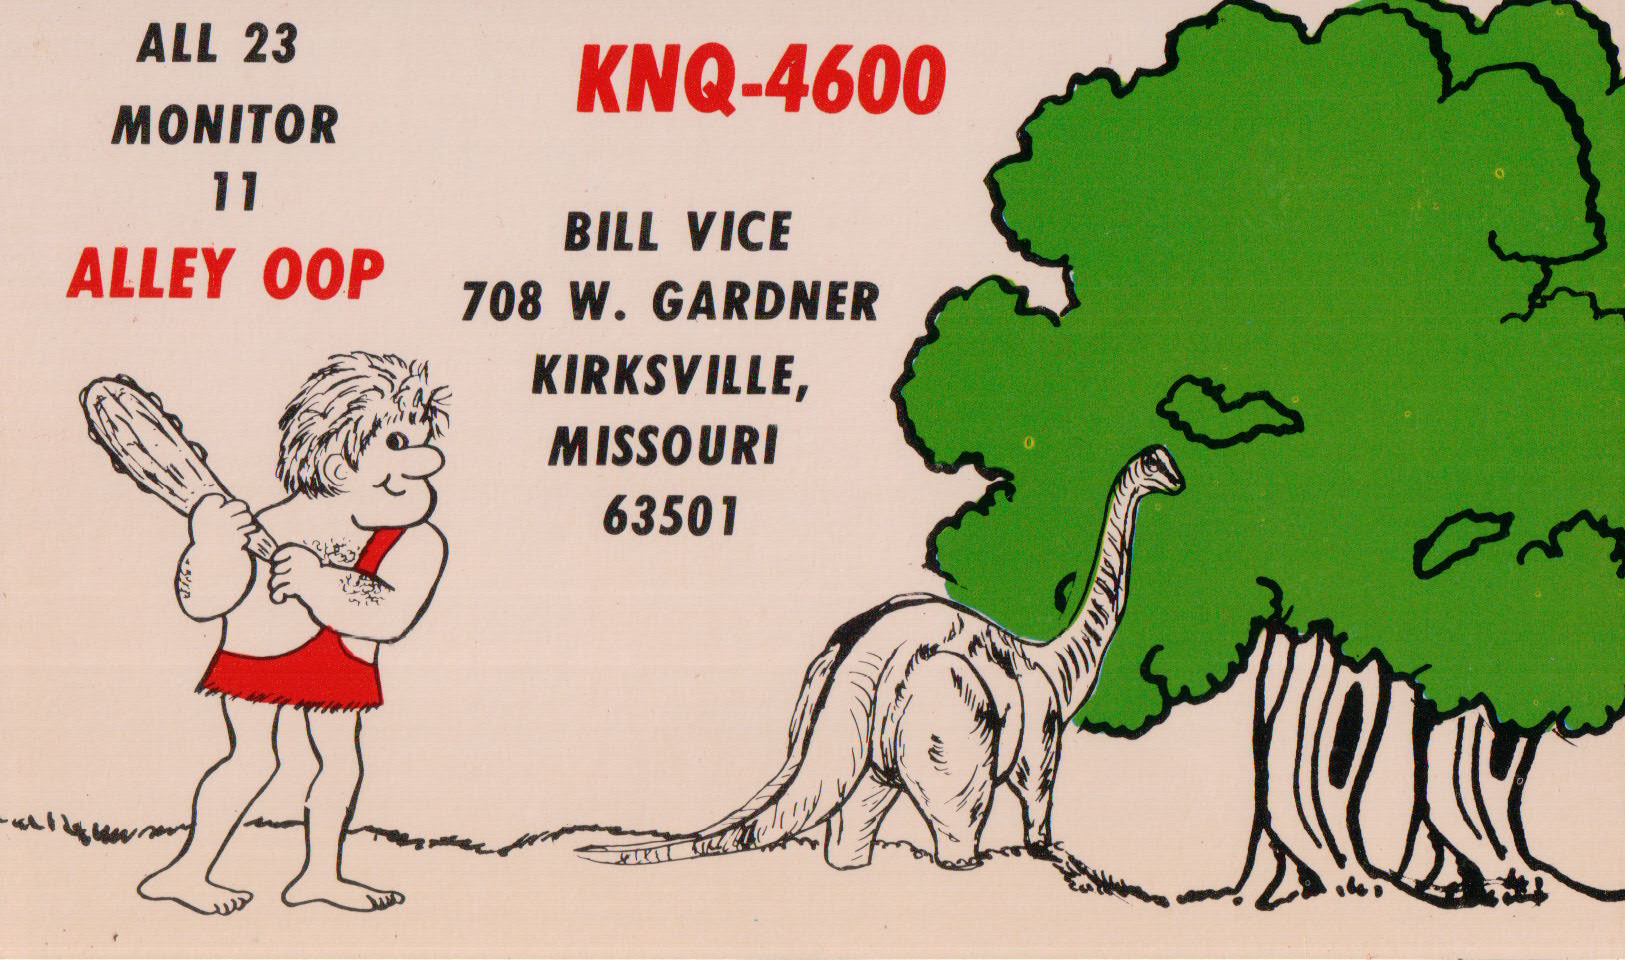 ALL 23
MONITOR
11
ALLEY OOP
KNQ-4600
BILL VICE
708 W. GARDNER
KIRKSVILLE,
MISSOURI
63501